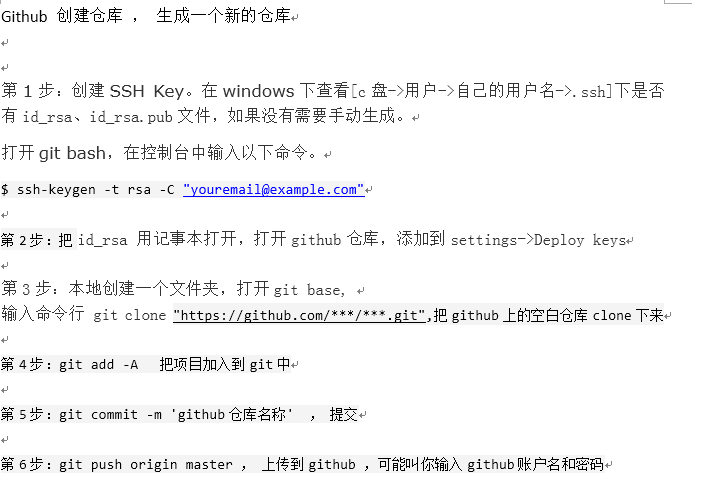 Github 创建仓库 ， 生成一个新的仓库
第 1 步：创建 SSH Key。在 windows 下查看[c 盘->用户->自己的用户名->.ssh]下是否
有 id_rsa、id_rsa.pub 文件，如果没有需要手动生成。
打开 git bash，在控制台中输入以下命令。
$ ssh-keygen -t rsa -C "youremail@example.com"
第 2 步：把 id_rsa 用记事本打开，打开 github 仓库，添加到 settings->Deploy keys
第 3 步：本地创建一个文件夹，打开 git base,
输入命令行 git clone "https://github.com/***/***.git",把 github 上的空白仓库 clone 下来
第 4 步：git add -A 把项目加入到 git 中
第 5 步：git commit -m 'github 仓库名称' ， 提交
第 6 步：git push origin master ， 上传到 github ，可能叫你输入 github 账户名和密码